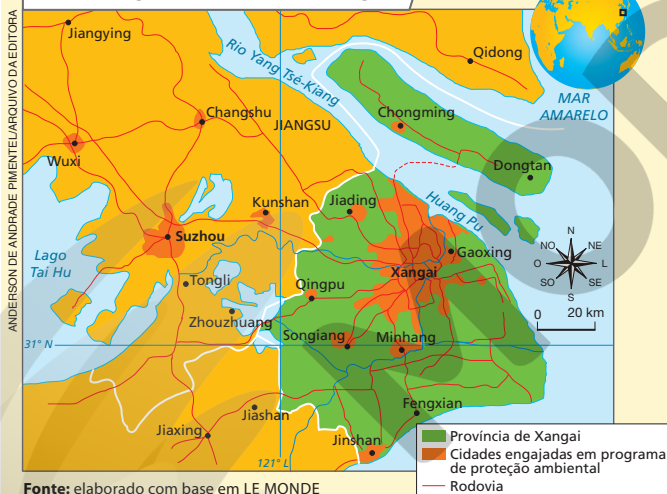 ANDERSON DE ANDRADE PIMENTEL/ARQUIVO DA EDITORA
Jiangying
Rio Yang Tsé-Kiang
Qidong
MAR
AMARELO
Changshu
JIANGSU
Chongming
Wuxi
Dongtan
Huang Pu
Kunshan
Jiading
Suzhou
Gaoxing
Lago
Tai Hu
Xangai
Tongli
Qingpu
Zhouzhuang
N
NO
NE
O
L
SO
SE
S
0 20 km
31° N
Songiang
Minhang
Fengxian
Jiashan
Jiaxing
Jinshan
121° L
Província de Xangai
Cidades engajadas em programa
de proteção ambiental
Rodovia
Fonte: elaborado com base em LE MONDE